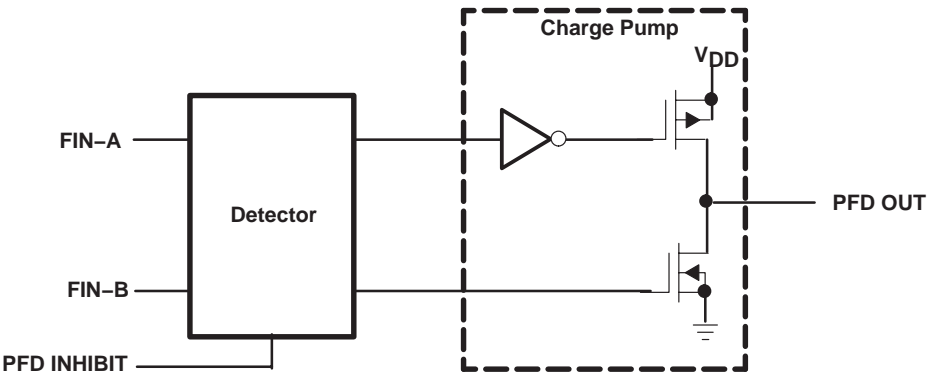 Charge Pump
VDD
FIN–A
Detector
PFD OUT
FIN–B
PFD INHIBIT